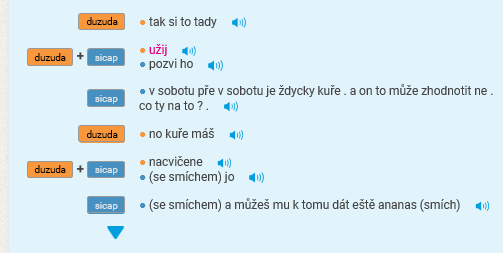 duzuda tak si to tady
duzuda + sicap užij
pozvi ho
sicap v sobotu pře v sobotu je ždycky kuře . a on to může zhodnotit ne .
co ty na to ? .
duzuda no kuře máš
duzuda + sicap nacvičene
(se smíchem) jo
sicap (se smíchem) a můžeš mu k tomu dát eště ananas (smích)